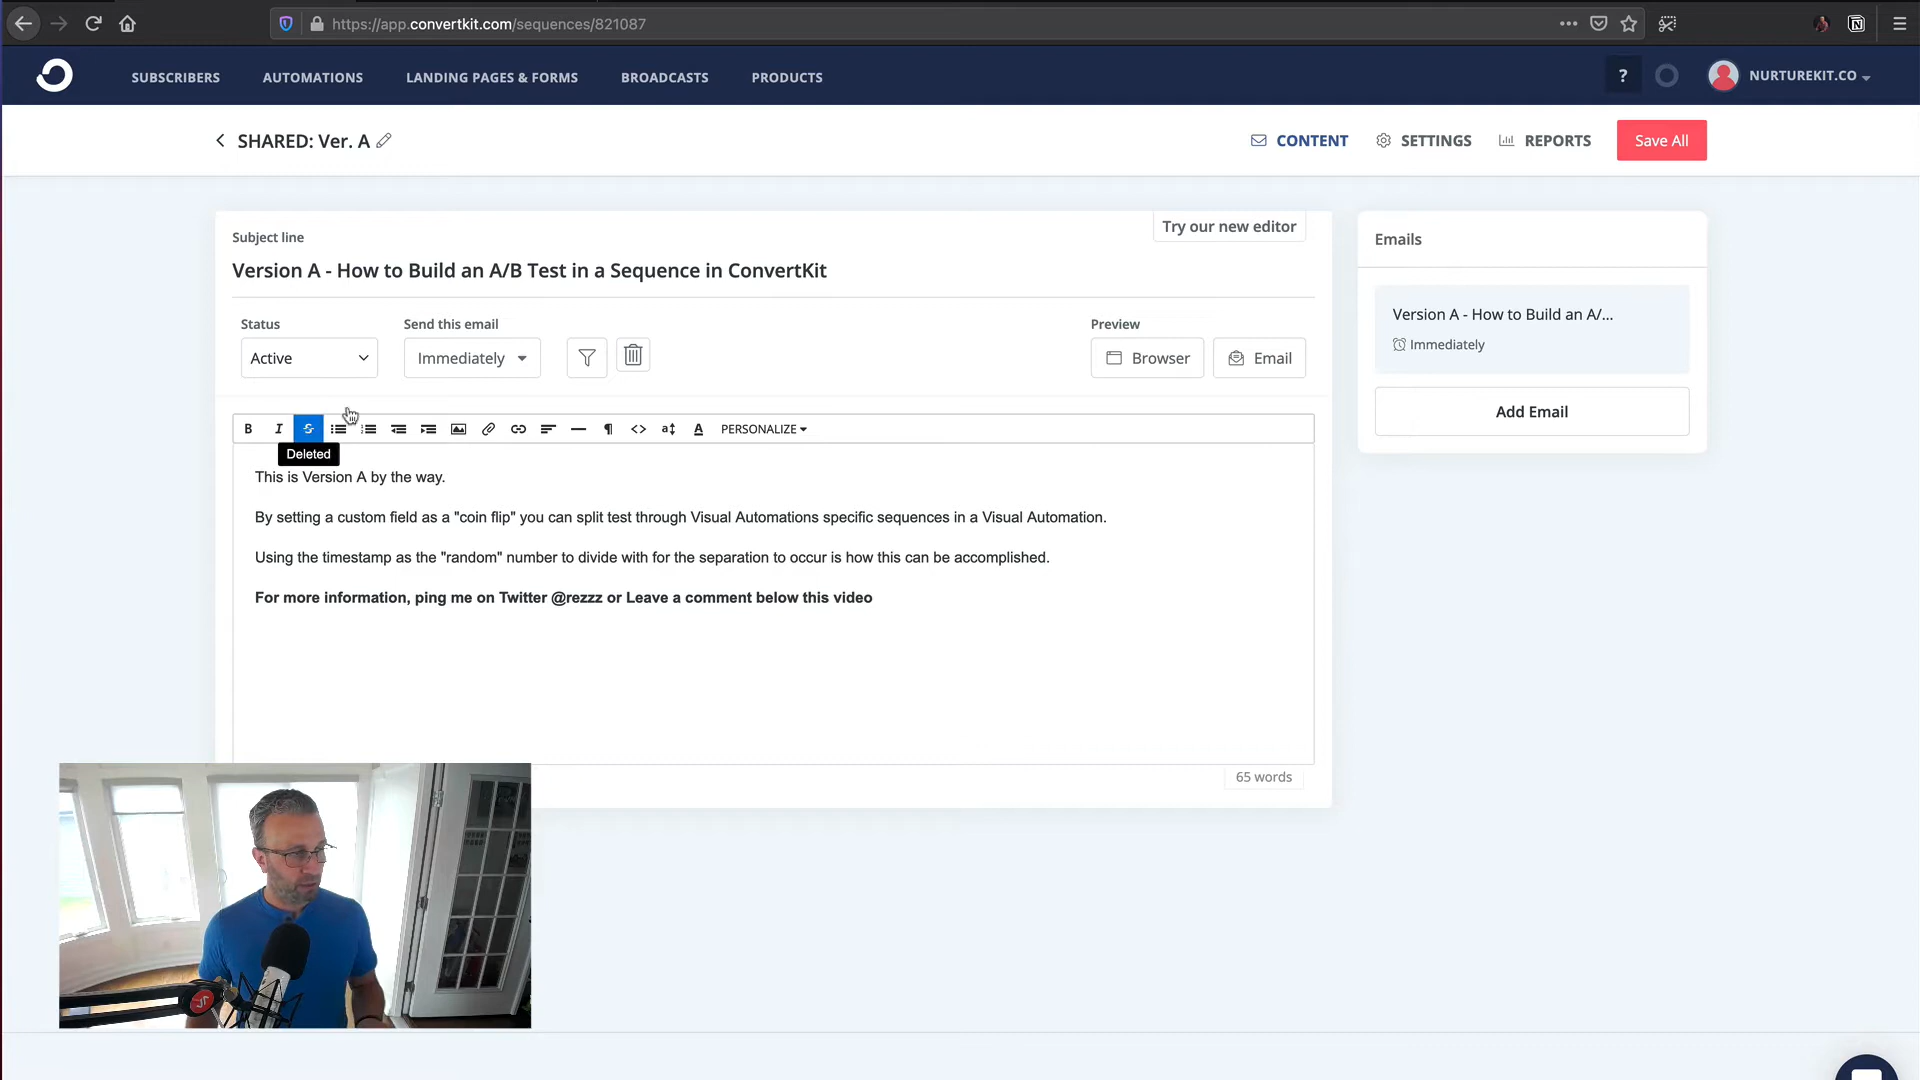 https://app.convertkit.com/sequences/821087
SUBSCRIBERS
AUTOMATIONS
LANDING PAGES & FORMS
BROADCASTS
PRODUCTS
?
NURTUREKIT.CO
SHARED: Ver. A
CONTENT
SETTINGS
REPORTS
Save All
Subject line
Try our new editor
Version A - How to Build an A/B Test in a Sequence in ConvertKit
Status
Send this email
Preview
Active
Immediately
Browser
Email
B I S
PERSONALIZE
Deleted
This is Version A by the way.
By setting a custom field as a "coin flip" you can split test through Visual Automations specific sequences in a Visual Automation.
Using the timestamp as the "random" number to divide with for the separation to occur is how this can be accomplished.
For more information, ping me on Twitter @rezzz or Leave a comment below this video
65 words
Emails
Version A - How to Build an A/...
Immediately
Add Email